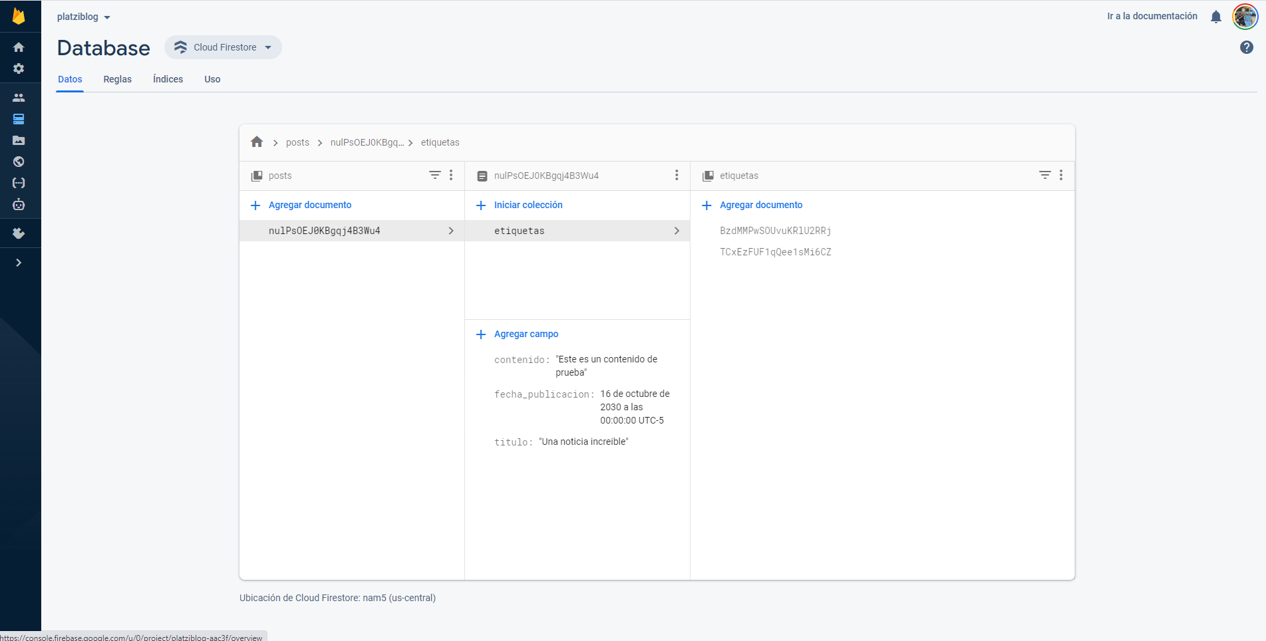 platziblog
Ir a la documentación
Database
Cloud Firestore
Datos
Reglas
Índices
Uso
posts
nulPsOEJ0KBgq...
etiquetas
posts
nulPsOEJ0KBgqj4B3Wu4
etiquetas
Agregar documento
Iniciar colección
Agregar documento
nulPsOEJ0KBgqj4B3Wu4
etiquetas
BzdMMPwSOUvuKRlU2RRj
TCxEzFUF1qQee1sMi6CZ
Agregar campo
contenido: "Este es un contenido de
prueba"
fecha_publicacion: 16 de octubre de
2030 a las
00:00:00 UTC-5
titulo: "Una noticia increible"
Ubicación de Cloud Firestore: nam5 (us-central)
https://console.firebase.google.com/u/0/project/platziblog-aac3f/overview